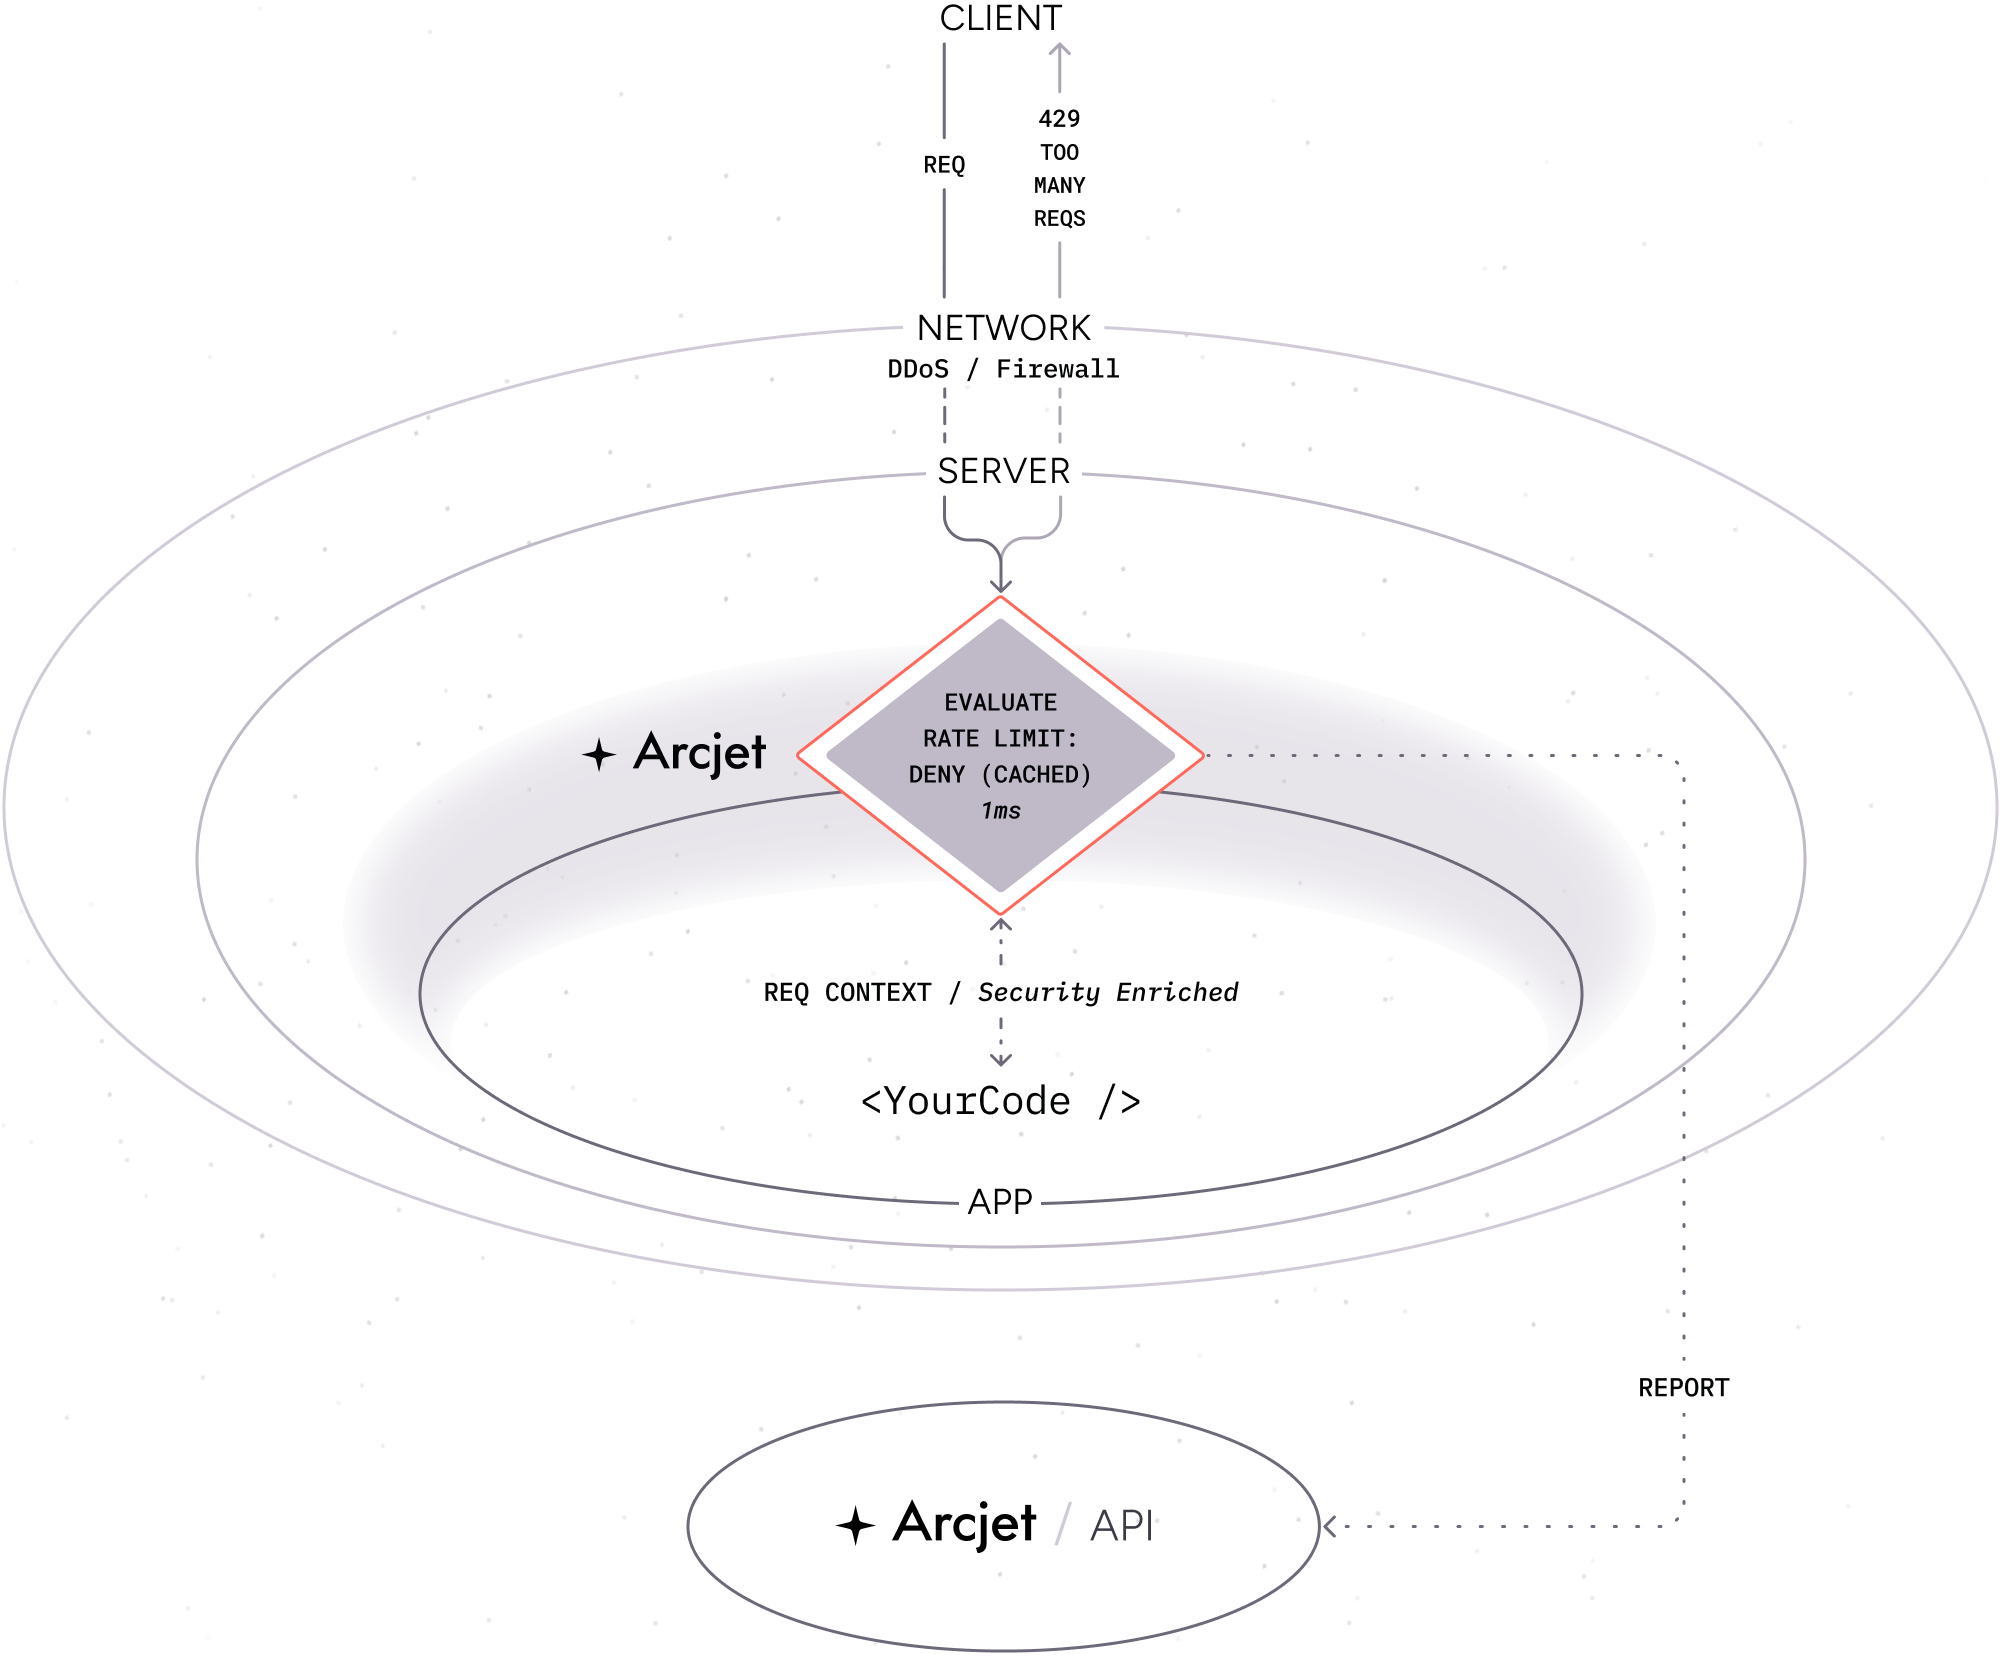 CLIENT
REQ
429
TOO
MANY
REQS
NETWORK
DDoS / Firewall
SERVER
Arcjet
EVALUATE
RATE LIMIT:
DENY (CACHED)
1ms
REQ CONTEXT / Security Enriched
<YourCode />
APP
REPORT
Arcjet / API